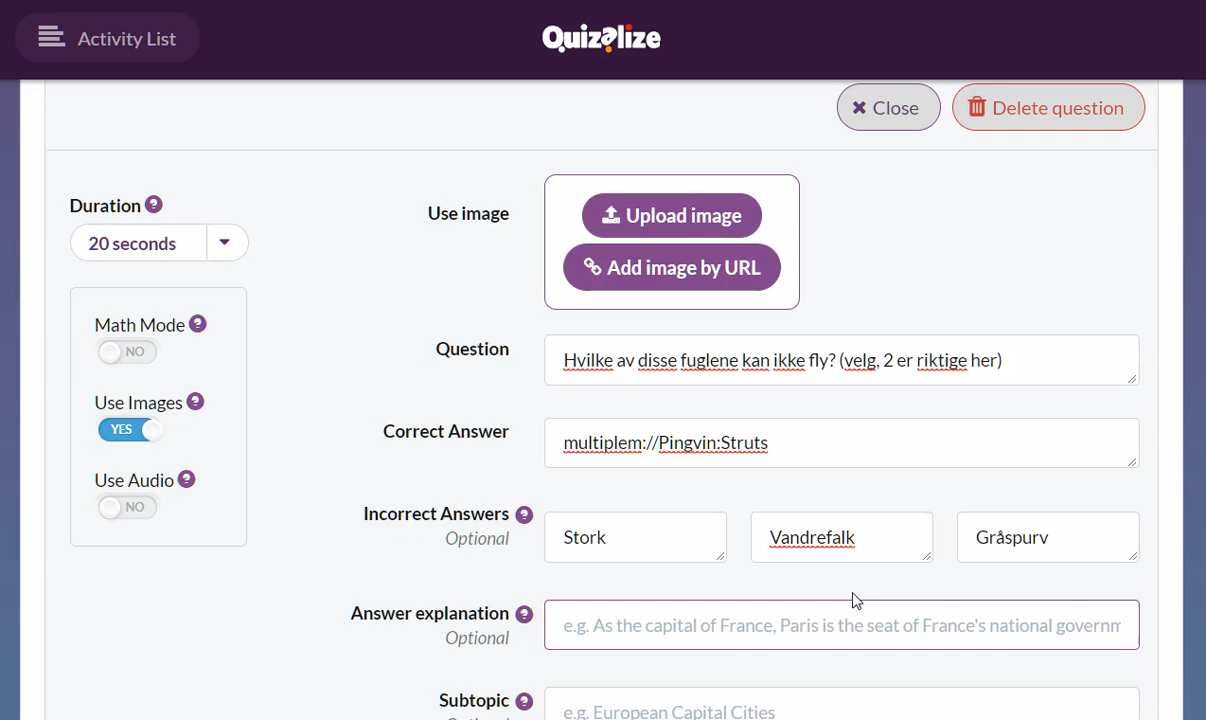 Activity List
Quizalize
Close
Delete question
Duration ?
20 seconds
Use image
Upload image
Add image by URL
Math Mode ?
NO
Question
Hvilke av disse fuglene kan ikke fly? (velg, 2 er riktige her)
Use Images ?
YES
Correct Answer
multiplem://Pingvin:Struts
Use Audio ?
NO
Incorrect Answers ?
Optional
Stork
Vandrefalk
Gråspurv
Answer explanation ?
Optional
e.g. As the capital of France, Paris is the seat of France's national governm
Subtopic ?
Optional
e.g. European Capital Cities